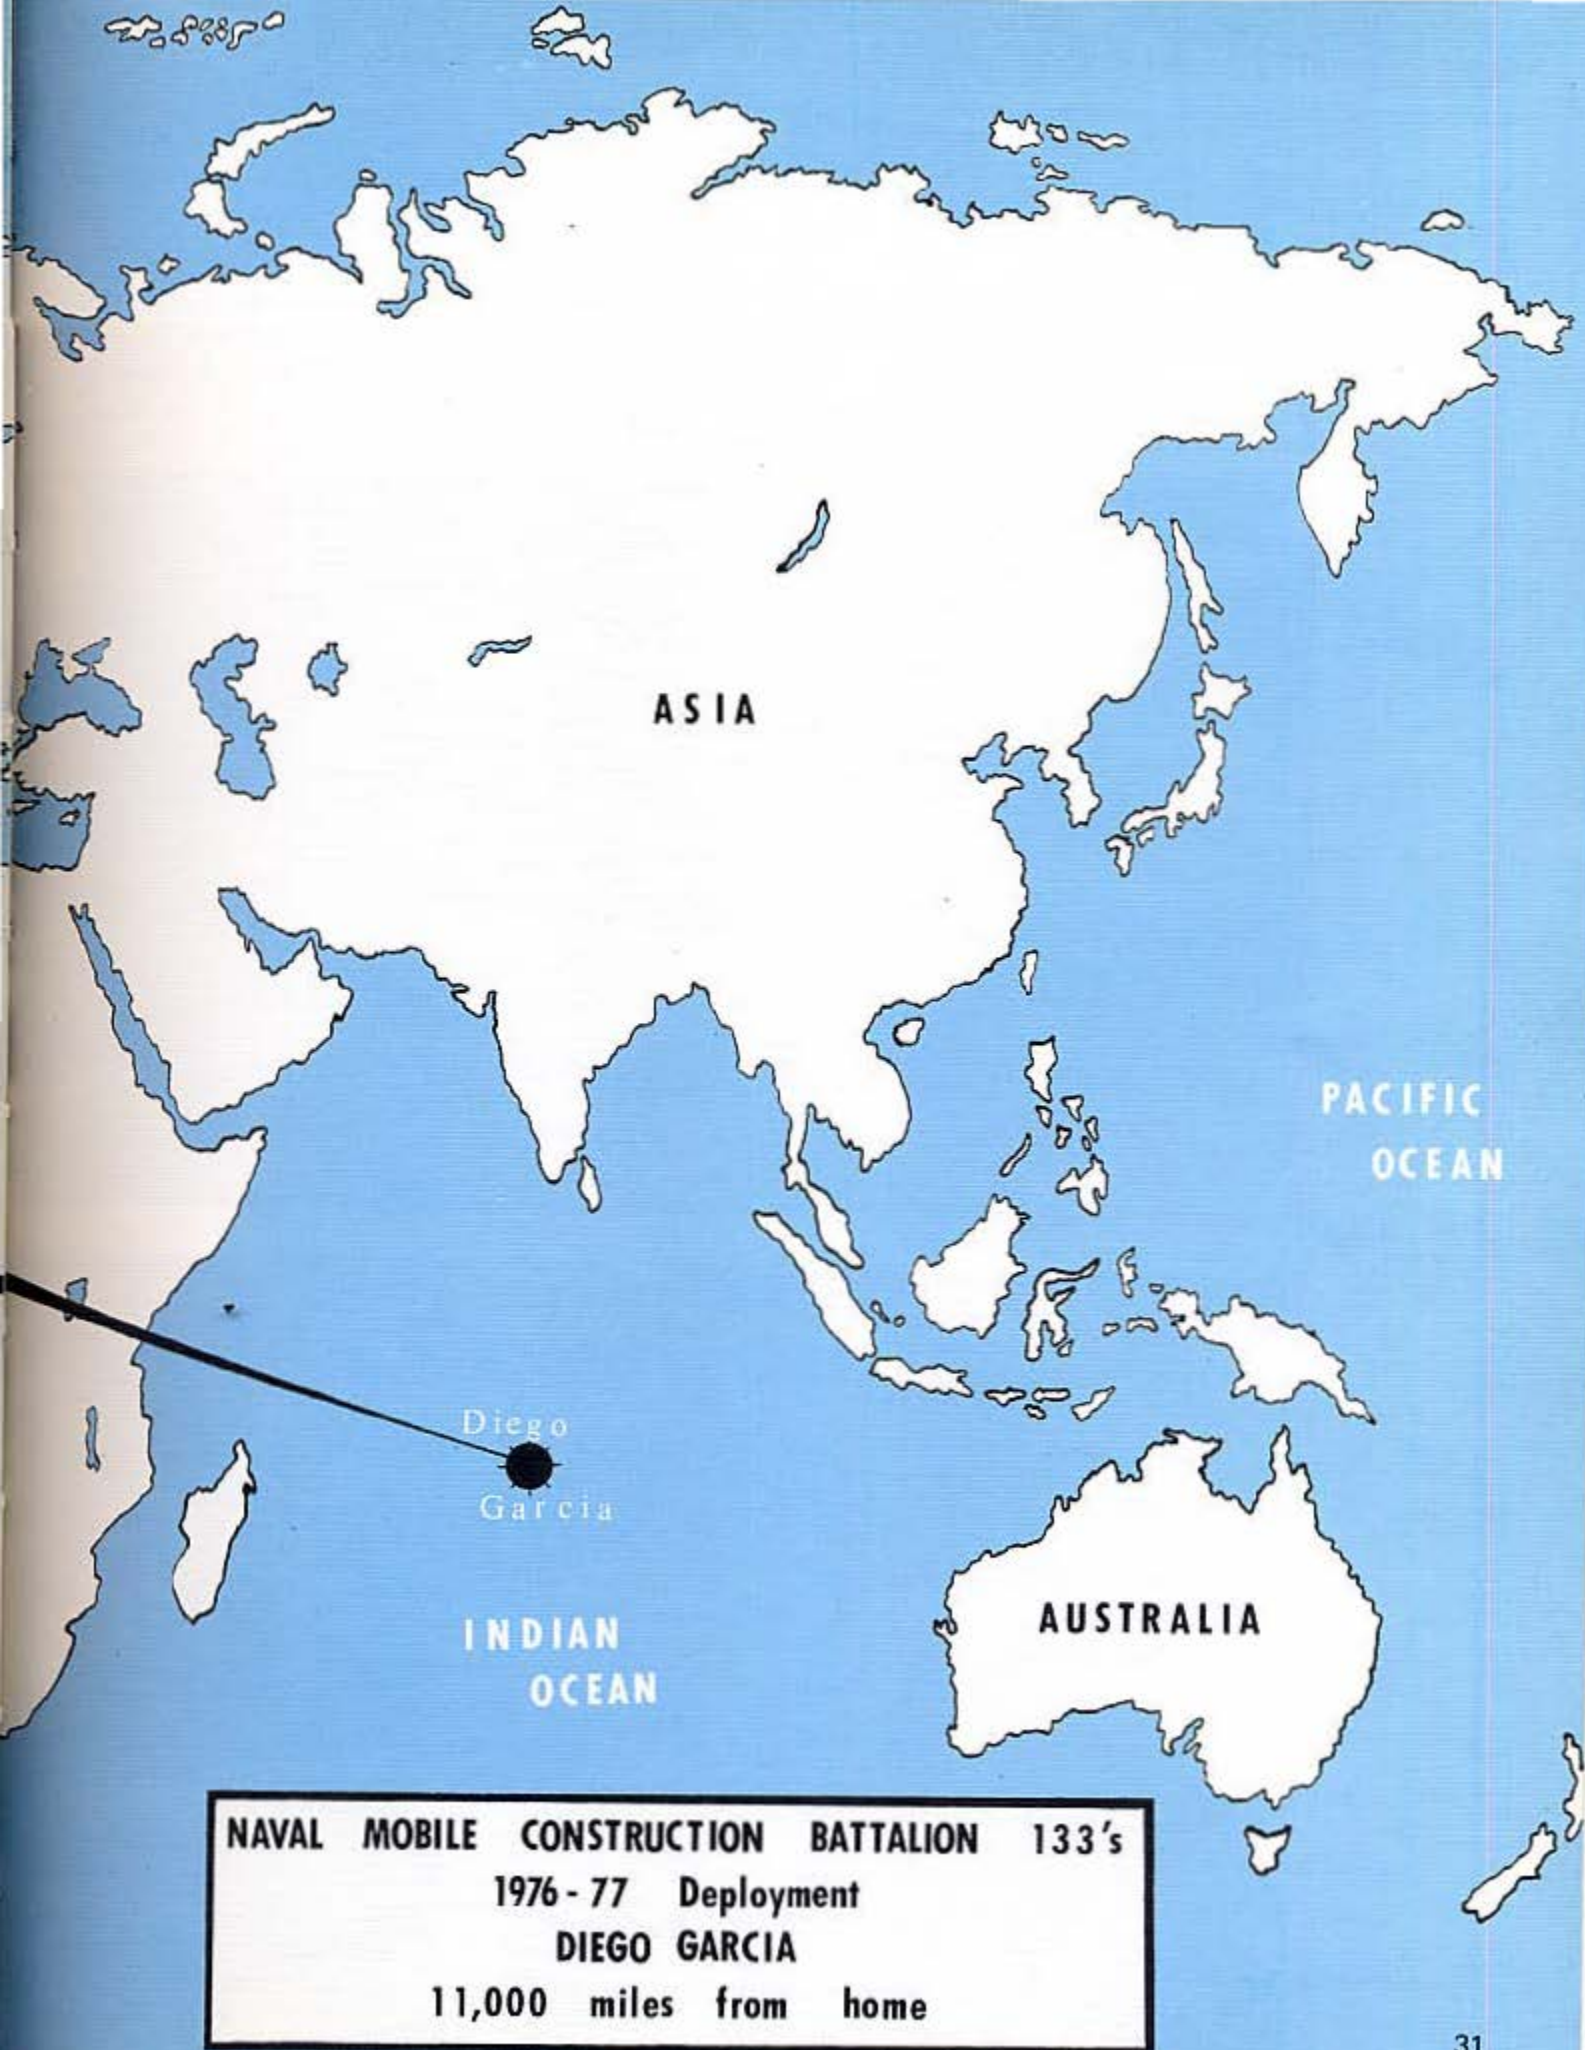 ASIA
PACIFIC
OCEAN
Diego
Garcia
INDIAN
OCEAN
AUSTRALIA
NAVAL MOBILE CONSTRUCTION BATTALION 133's
1976 - 77 Deployment
DIEGO GARCIA
11,000 miles from home
31